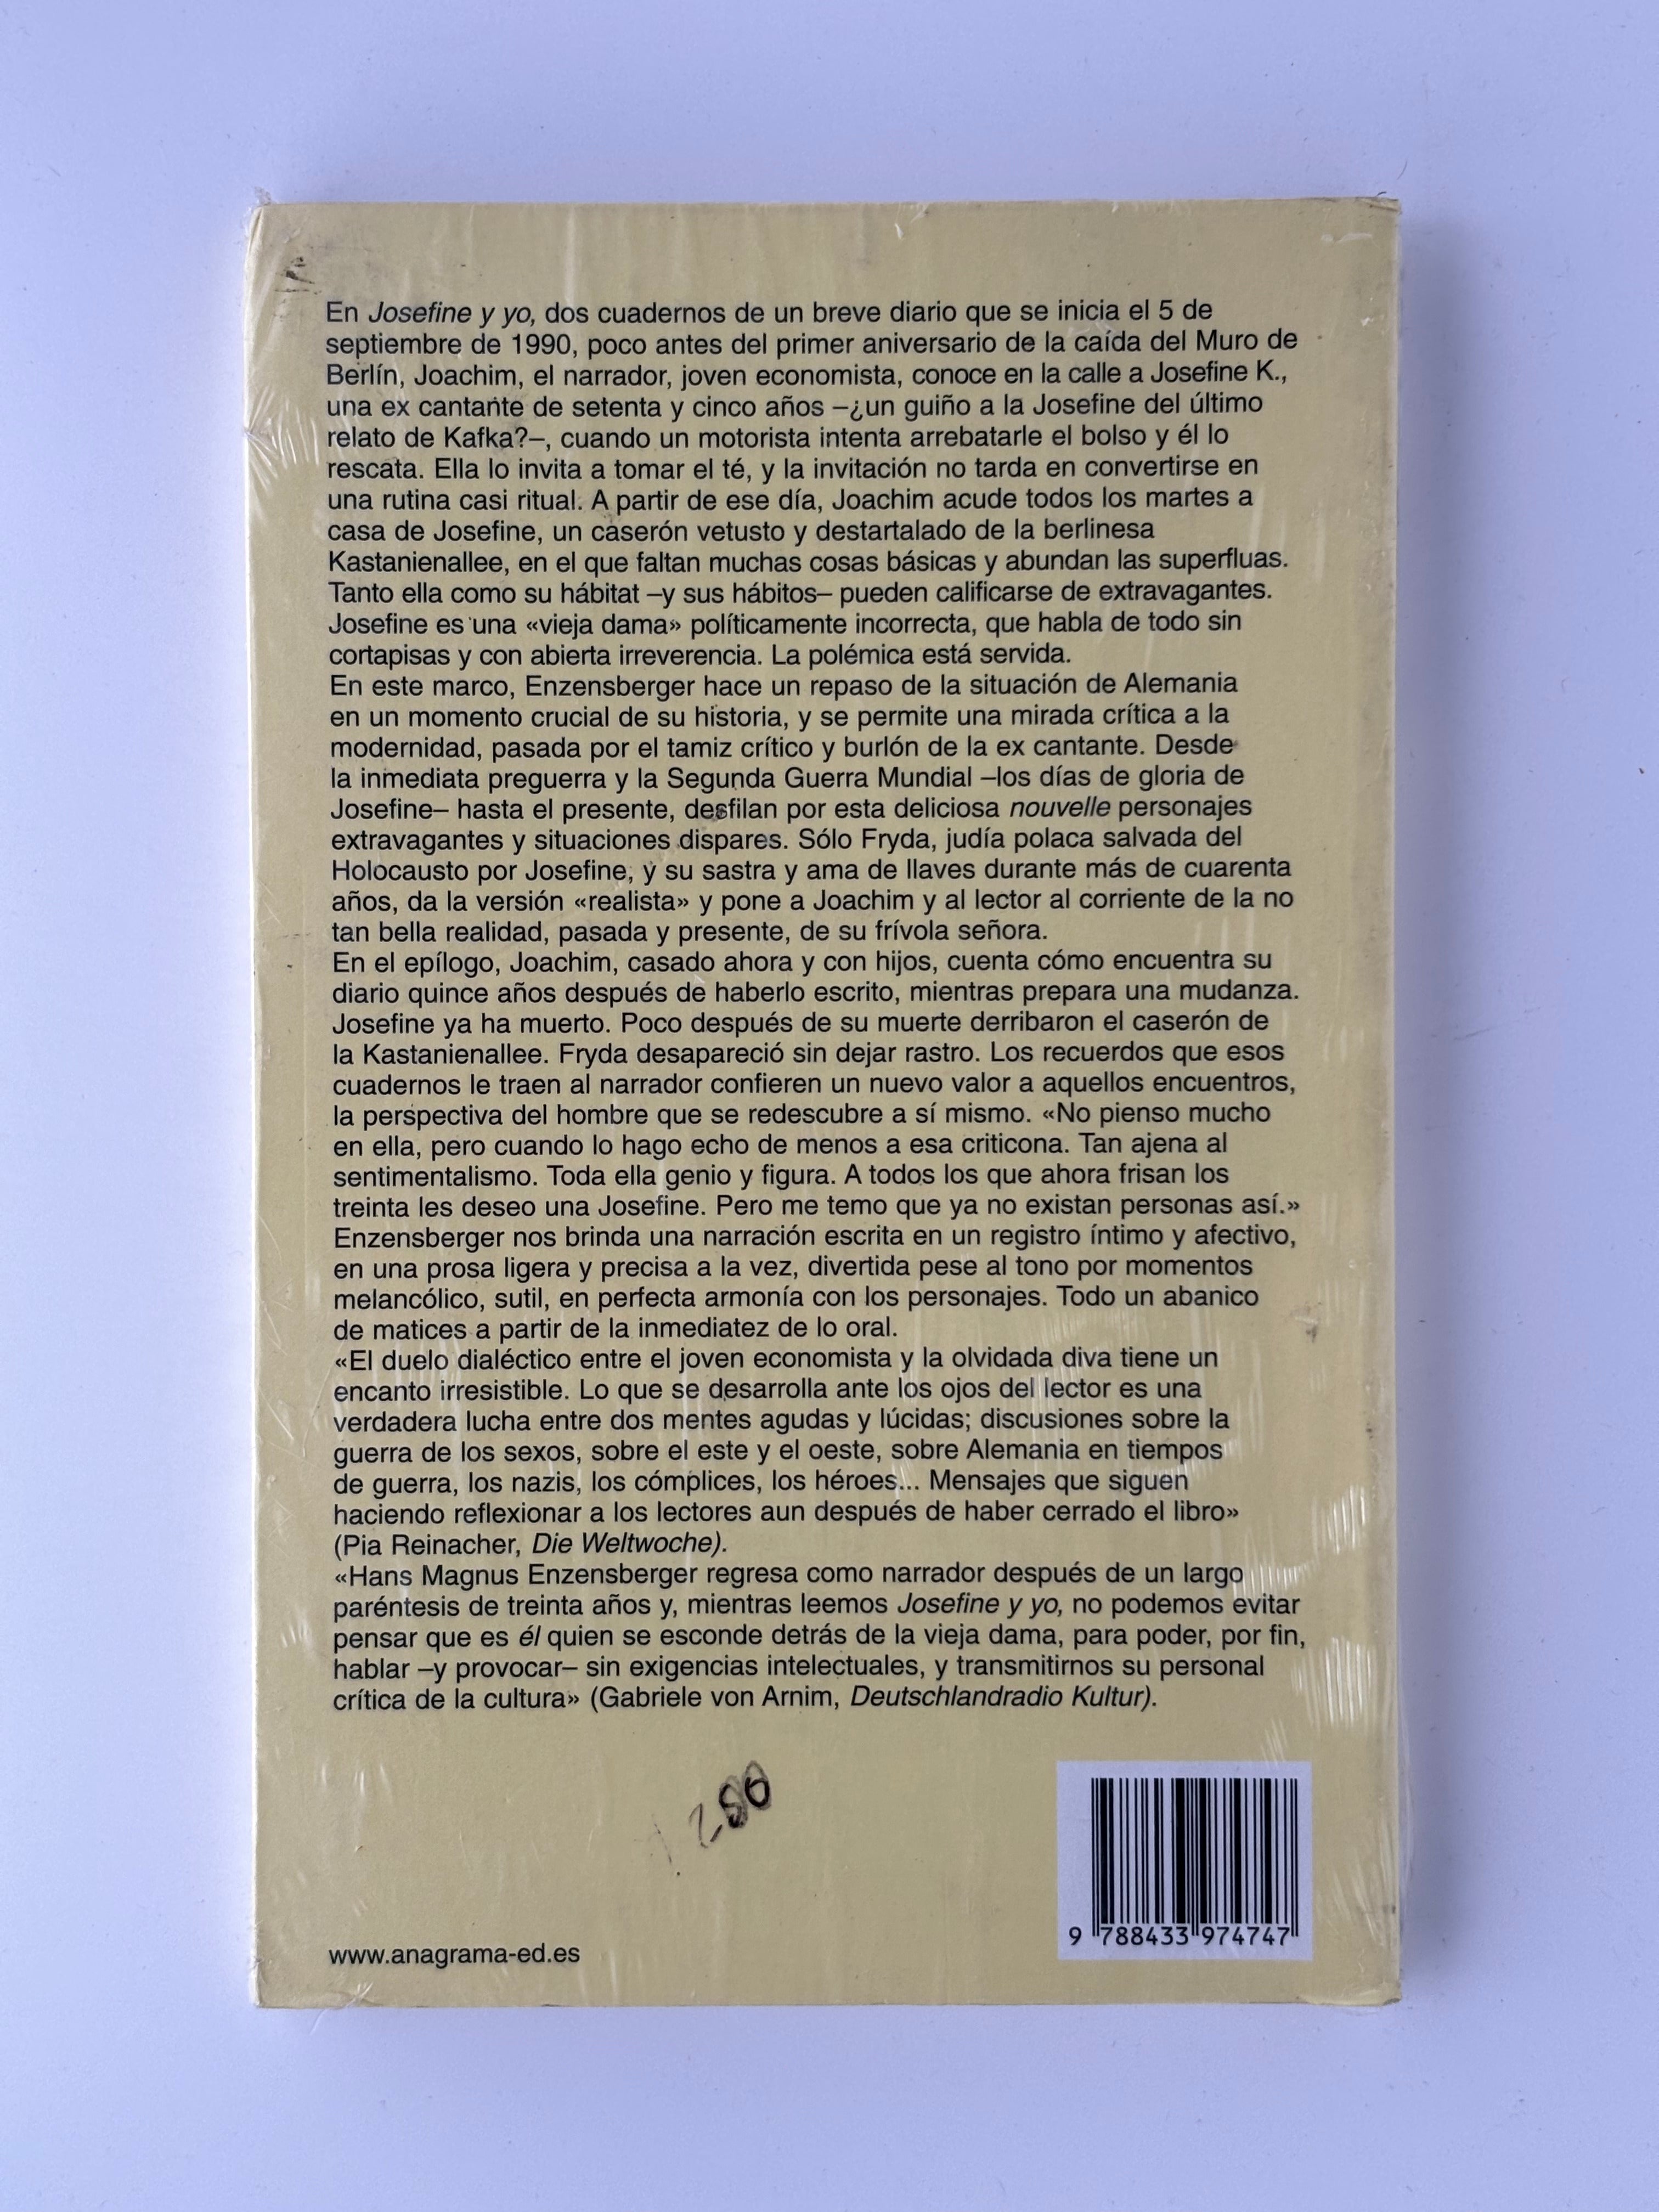 En Josefine y yo, dos cuadernos de un breve diario que se inicia el 5 de
septiembre de 1990, poco antes del primer aniversario de la caída del Muro de
Berlín, Joachim, el narrador, joven economista, conoce en la calle a Josefine K.,
una ex cantante de setenta y cinco años –¿un guiño a la Josefine del último
relato de Kafka?–, cuando un motorista intenta arrebatarle el bolso y él lo
rescata. Ella lo invita a tomar el té, y la invitación no tarda en convertirse en
una rutina casi ritual. A partir de ese día, Joachim acude todos los martes a
casa de Josefine, un caserón vetusto y destartalado de la berlinesa
Kastanienallee, en el que faltan muchas cosas básicas y abundan las superfluas.
Tanto ella como su hábitat –y sus hábitos– pueden calificarse de extravagantes.
Josefine es una «vieja dama» políticamente incorrecta, que habla de todo sin
cortapisas y con abierta irreverencia. La polémica está servida.
En este marco, Enzensberger hace un repaso de la situación de Alemania
en un momento crucial de su historia, y se permite una mirada crítica a la
modernidad, pasada por el tamiz crítico y burlón de la ex cantante. Desde
la inmediata preguerra y la Segunda Guerra Mundial –los días de gloria de
Josefine– hasta el presente, desfilan por esta deliciosa nouvelle personajes
extravagantes y situaciones dispares. Sólo Fryda, judía polaca salvada del
Holocausto por Josefine, y su sastra y ama de llaves durante más de cuarenta
años, da la versión «realista» y pone a Joachim y al lector al corriente de la no
tan bella realidad, pasada y presente, de su frívola señora.
En el epílogo, Joachim, casado ahora y con hijos, cuenta cómo encuentra su
diario quince años después de haberlo escrito, mientras prepara una mudanza.
Josefine ya ha muerto. Poco después de su muerte derribaron el caserón de
la Kastanienallee. Fryda desapareció sin dejar rastro. Los recuerdos que esos
cuadernos le traen al narrador confieren un nuevo valor a aquellos encuentros,
la perspectiva del hombre que se redescubre a sí mismo. «No pienso mucho
en ella, pero cuando lo hago echo de menos a esa criticona. Tan ajena al
sentimentalismo. Toda ella genio y figura. A todos los que ahora frisan los
treinta les deseo una Josefine. Pero me temo que ya no existan personas así.»
Enzensberger nos brinda una narración escrita en un registro íntimo y afectivo,
en una prosa ligera y precisa a la vez, divertida pese al tono por momentos
melancólico, sutil, en perfecta armonía con los personajes. Todo un abanico
de matices a partir de la inmediatez de lo oral.
«El duelo dialéctico entre el joven economista y la olvidada diva tiene un
encanto irresistible. Lo que se desarrolla ante los ojos del lector es una
verdadera lucha entre dos mentes agudas y lúcidas; discusiones sobre la
guerra de los sexos, sobre el este y el oeste, sobre Alemania en tiempos
de guerra, los nazis, los cómplices, los héroes... Mensajes que siguen
haciendo reflexionar a los lectores aun después de haber cerrado el libro»
(Pia Reinacher, Die Weltwoche).
«Hans Magnus Enzensberger regresa como narrador después de un largo
paréntesis de treinta años y, mientras leemos Josefine y yo, no podemos evitar
pensar que es él quien se esconde detrás de la vieja dama, para poder, por fin,
hablar –y provocar– sin exigencias intelectuales, y transmitirnos su personal
crítica de la cultura» (Gabriele von Arnim, Deutschlandradio Kultur).
9 788433 974747
www.anagrama-ed.es